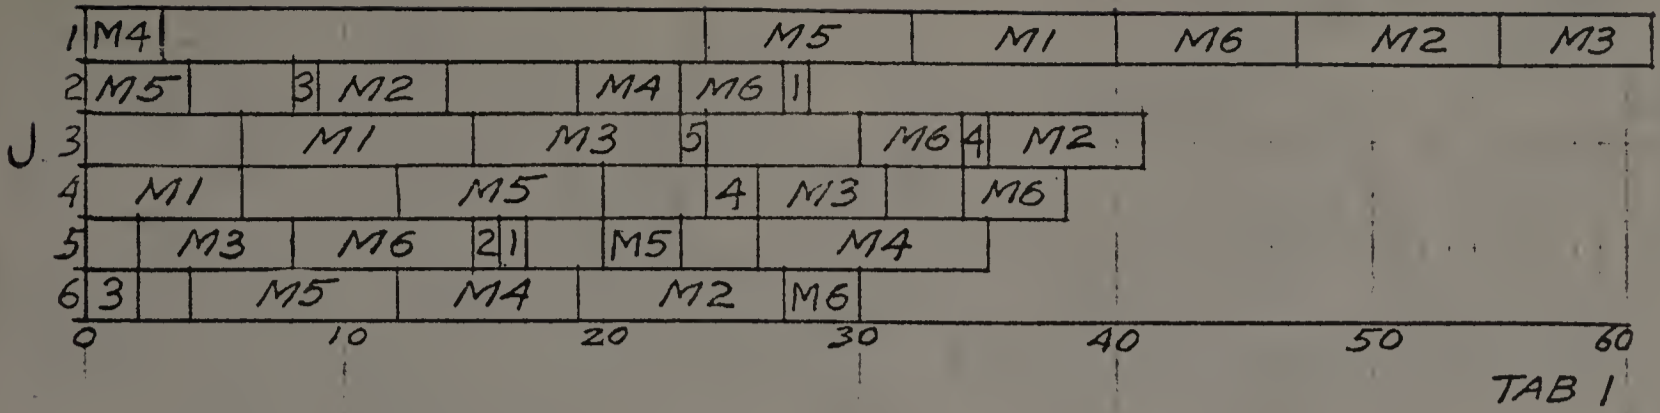 1 M4 M5 M1 M6 M2 M3
2 M5 3 M2 M4 M6 1
J. 3 M1 M3 5 M6 4 M2
4 M1 M5 4 M3 M6
5 M3 M6 2 1 M5 M4
6 3 M5 M4 M2 M6
0 10 20 30 40 50 60
TAB 1